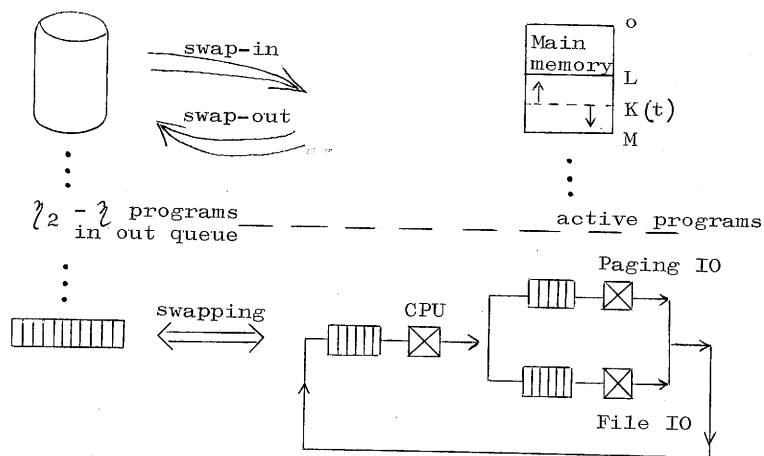 swap-in
swap-out
o
Main
memory
L
K(t)
M
η₂ - η programs
in out queue
active programs
swapping
CPU
Paging IO
File IO